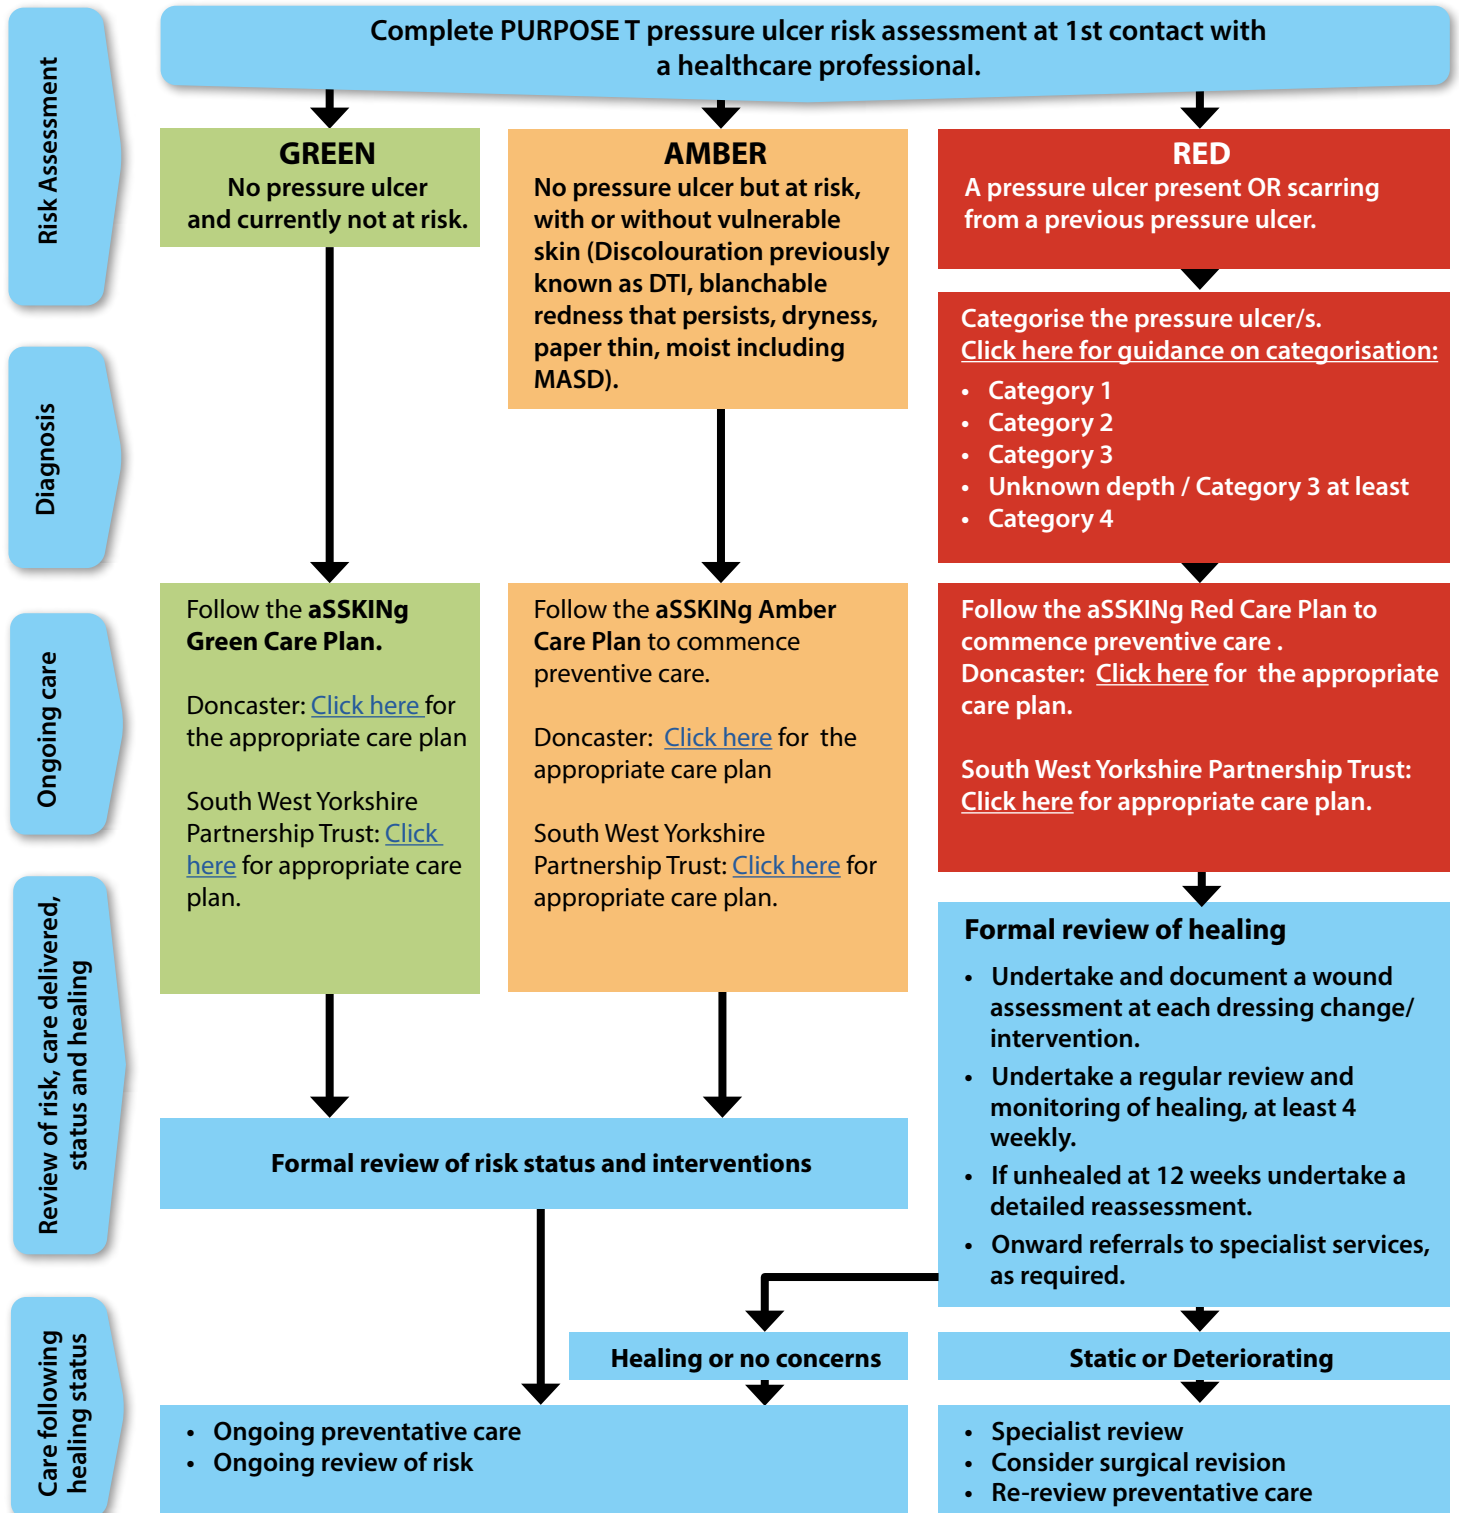 Complete PURPOSE T pressure ulcer risk assessment at 1st contact with
a healthcare professional.
Risk Assessment
GREEN
No pressure ulcer
and currently not at risk.
AMBER
No pressure ulcer but at risk,
with or without vulnerable
skin (Discolouration previously
known as DTI, blanchable
redness that persists, dryness,
paper thin, moist including
MASD).
RED
A pressure ulcer present OR scarring
from a previous pressure ulcer.
Diagnosis
Categorise the pressure ulcer/s.
Click here for guidance on categorisation:
• Category 1
• Category 2
• Category 3
• Unknown depth / Category 3 at least
• Category 4
Ongoing care
Follow the aSSKINg
Green Care Plan.
Doncaster: Click here for
the appropriate care plan
South West Yorkshire
Partnership Trust: Click
here for appropriate care
plan.
Follow the aSSKINg Amber
Care Plan to commence
preventive care.
Doncaster: Click here for the
appropriate care plan
South West Yorkshire
Partnership Trust: Click here for
appropriate care plan.
Follow the aSSKINg Red Care Plan to
commence preventive care .
Doncaster: Click here for the appropriate
care plan.
South West Yorkshire Partnership Trust:
Click here for appropriate care plan.
Review of risk, care delivered,
status and healing
Formal review of risk status and interventions
Formal review of healing
• Undertake and document a wound
assessment at each dressing change/
intervention.
• Undertake a regular review and
monitoring of healing, at least 4
weekly.
• If unhealed at 12 weeks undertake a
detailed reassessment.
• Onward referrals to specialist services,
as required.
Care following
healing status
Healing or no concerns
Static or Deteriorating
• Ongoing preventative care
• Ongoing review of risk
• Specialist review
• Consider surgical revision
• Re-review preventative care